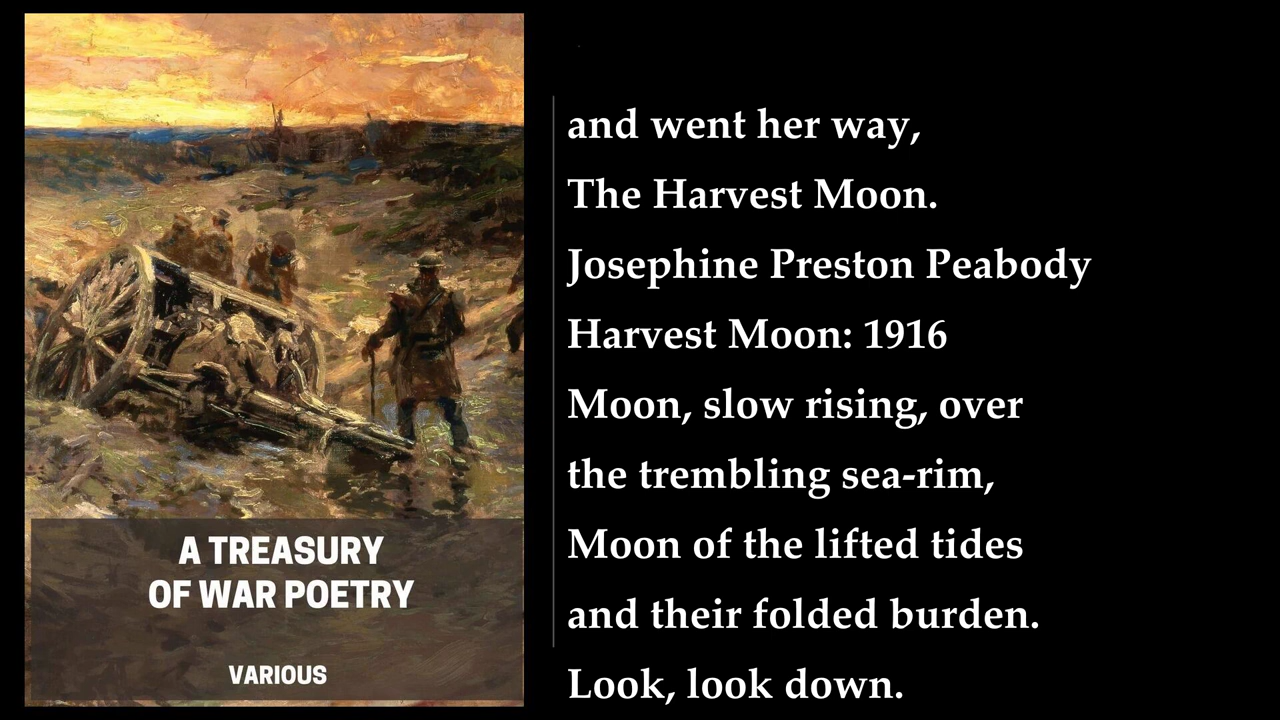 A TREASURY
OF WAR POETRY
VARIOUS
and went her way,
The Harvest Moon.
Josephine Preston Peabody
Harvest Moon: 1916
Moon, slow rising, over
the trembling sea-rim,
Moon of the lifted tides
and their folded burden.
Look, look down.